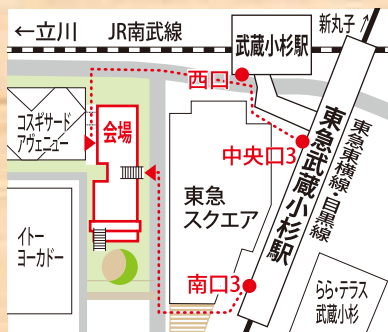 ←立川 JR南武線
新丸子↗
武蔵小杉駅
西口
コスギサード
アヴェニュー
会場
中央口3
東急武蔵小杉駅
東急東横線・目黒線
東急
スクエア
イトー
ヨーカドー
南口3
らら・テラス
武蔵小杉